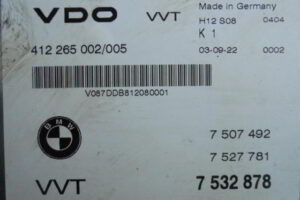 VDO VVT Made in Germany
H12 S08 0404
K 1
412 265 002/005 03-09-22 0002
V087DDB812080001
BMW
7 507 492
7 527 781
VVT 7 532 878